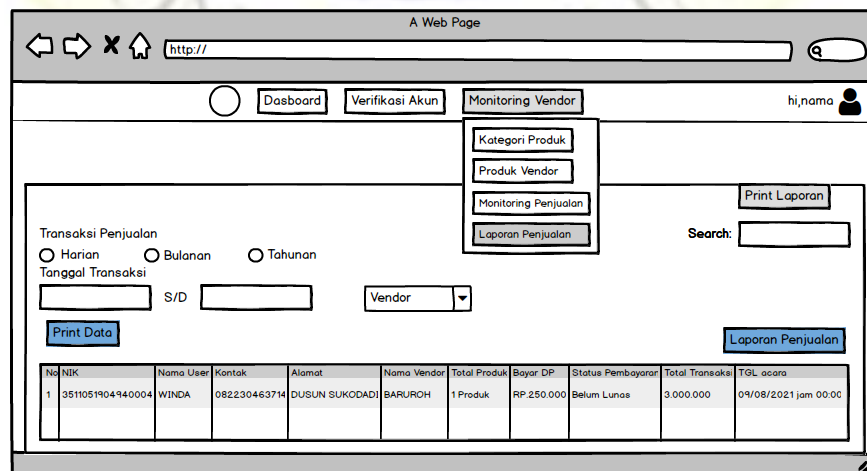 A Web Page
http://
Dasboard Verifikasi Akun Monitoring Vendor hi,nama
Kategori Produk
Produk Vendor
Monitoring Penjualan
Laporan Penjualan
Print Laporan
Transaksi Penjualan Search:
Harian Bulanan Tahunan
Tanggal Transaksi
S/D Vendor
Print Data Laporan Penjualan
No NIK Nama User Kontak Alamat Nama Vendor Total Produk Bayar DP Status Pembayaran Total Transaksi TGL acara
1 3511051904940004 WINDA 082230463714 DUSUN SUKODADI BARUROH 1 Produk RP.250.000 Belum Lunas 3.000.000 09/08/2021 jam 00:00